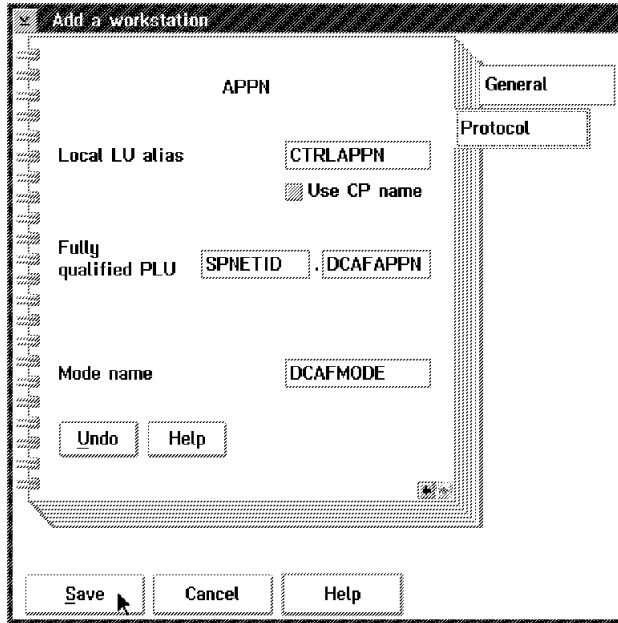 Add a workstation
APPN
General
Protocol
Local LU alias CTRLAPPN
Use CP name
Fully
qualified PLU SPNETID . DCAFAPPN
Mode name DCAFMODE
Undo Help
Save Cancel Help